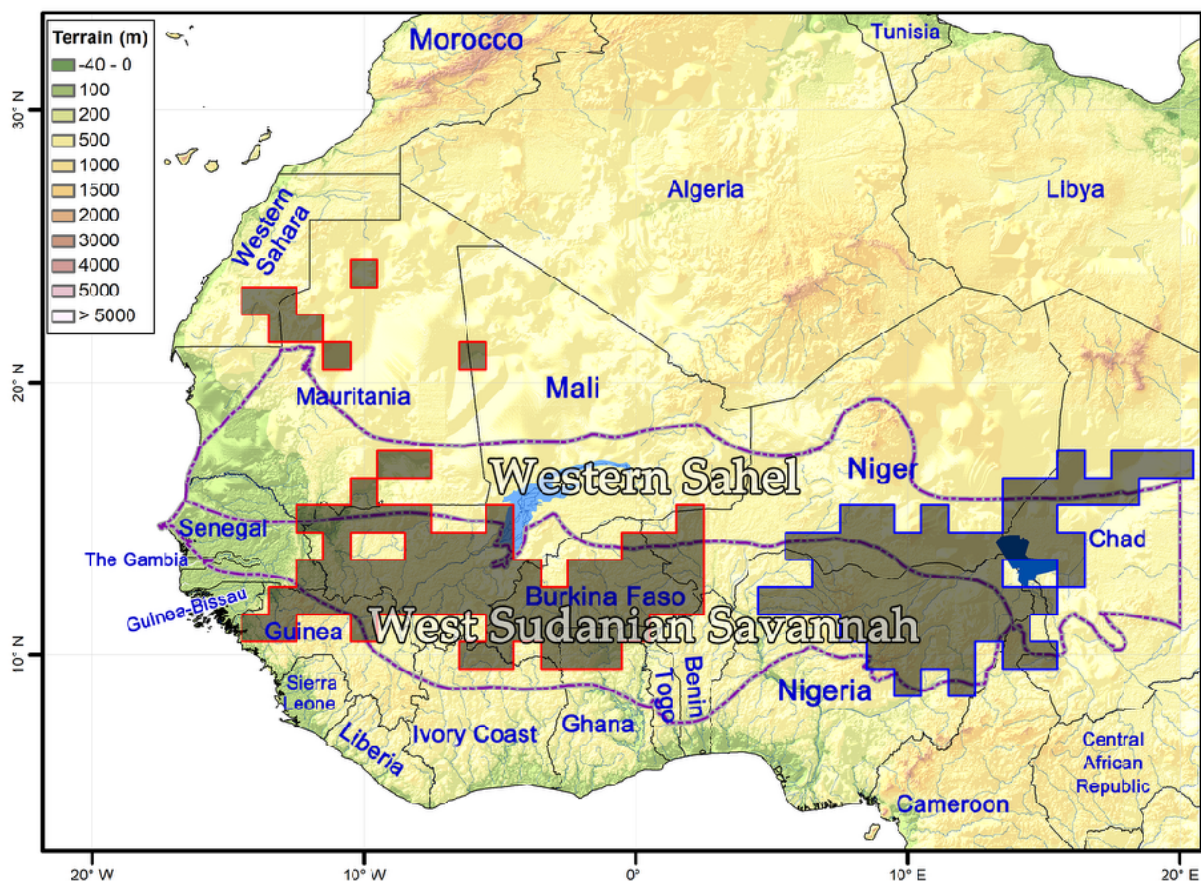 Terrain (m)
-40 - 0
100
200
500
1000
1500
2000
3000
4000
5000
> 5000
Morocco
Tunisia
30° N
Algeria
Libya
Western
Sahara
20° N
Mauritania
Mali
Western Sahel
Niger
Senegal
Chad
The Gambia
Guinea-Bissau
Burkina Faso
Guinea
West Sudanian Savannah
10° N
Sierra
Leone
Togo
Benin
Nigeria
Liberia
Ivory Coast
Ghana
Central
African
Republic
Cameroon
20° W
10° W
0°
10° E
20° E